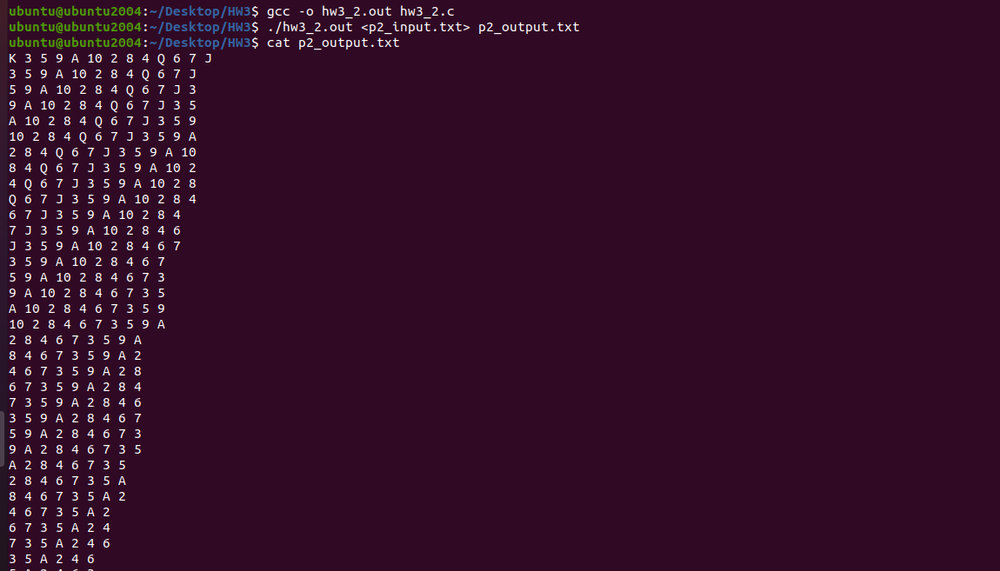 ubuntu@ubuntu2004:~/Desktop/HW3$ gcc -o hw3_2.out hw3_2.c
ubuntu@ubuntu2004:~/Desktop/HW3$ ./hw3_2.out <p2_input.txt> p2_output.txt
ubuntu@ubuntu2004:~/Desktop/HW3$ cat p2_output.txt
K 3 5 9 A 10 2 8 4 Q 6 7 J
3 5 9 A 10 2 8 4 Q 6 7 J
5 9 A 10 2 8 4 Q 6 7 J 3
9 A 10 2 8 4 Q 6 7 J 3 5
A 10 2 8 4 Q 6 7 J 3 5 9
10 2 8 4 Q 6 7 J 3 5 9 A
2 8 4 Q 6 7 J 3 5 9 A 10
8 4 Q 6 7 J 3 5 9 A 10 2
4 Q 6 7 J 3 5 9 A 10 2 8
Q 6 7 J 3 5 9 A 10 2 8 4
6 7 J 3 5 9 A 10 2 8 4
7 J 3 5 9 A 10 2 8 4 6
J 3 5 9 A 10 2 8 4 6 7
3 5 9 A 10 2 8 4 6 7
5 9 A 10 2 8 4 6 7 3
9 A 10 2 8 4 6 7 3 5
A 10 2 8 4 6 7 3 5 9
10 2 8 4 6 7 3 5 9 A
2 8 4 6 7 3 5 9 A
8 4 6 7 3 5 9 A 2
4 6 7 3 5 9 A 2 8
6 7 3 5 9 A 2 8 4
7 3 5 9 A 2 8 4 6
3 5 9 A 2 8 4 6 7
5 9 A 2 8 4 6 7 3
9 A 2 8 4 6 7 3 5
A 2 8 4 6 7 3 5
2 8 4 6 7 3 5 A
8 4 6 7 3 5 A 2
4 6 7 3 5 A 2
6 7 3 5 A 2 4
7 3 5 A 2 4 6
3 5 A 2 4 6